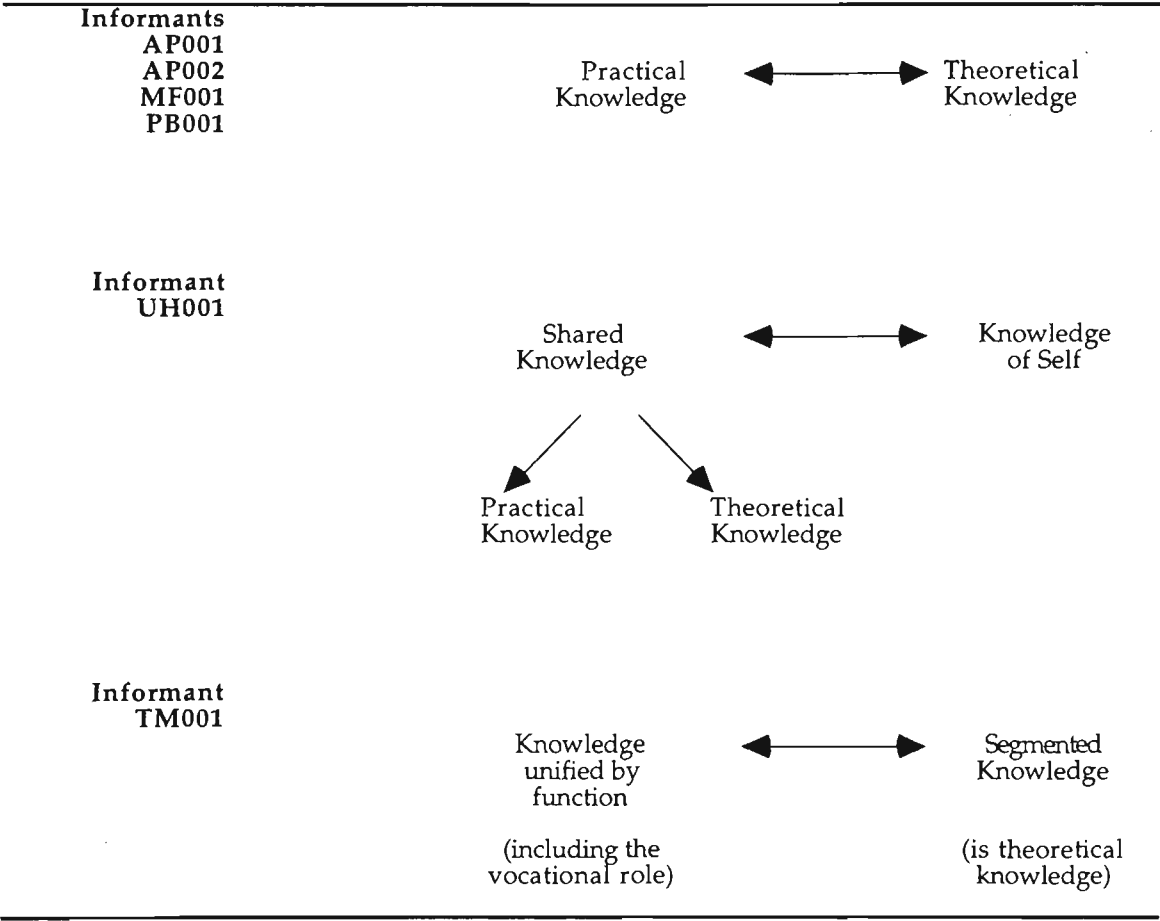 Informants
AP001
AP002
MF001
PB001
Practical
Knowledge
Theoretical
Knowledge
Informant
UH001
Shared
Knowledge
Knowledge
of Self
Practical
Knowledge
Theoretical
Knowledge
Informant
TM001
Knowledge
unified by
function
(including the
vocational role)
Segmented
Knowledge
(is theoretical
knowledge)